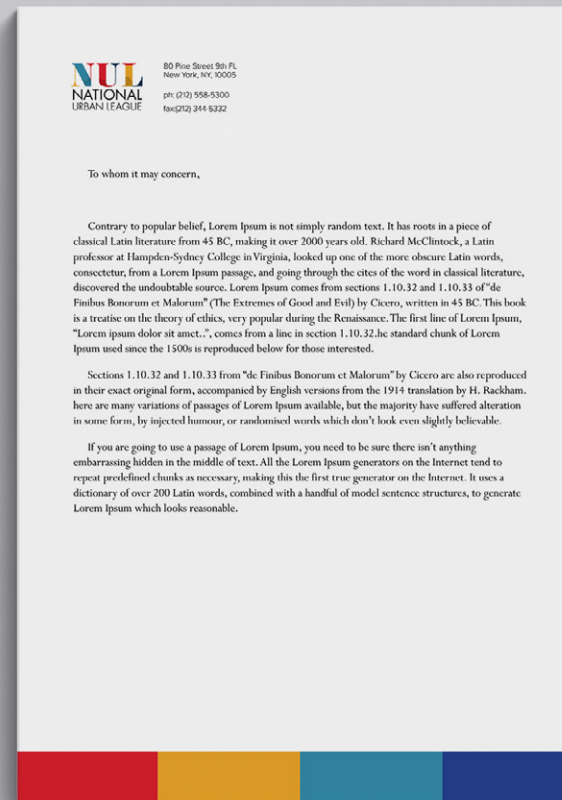 NUL
NATIONAL
URBAN LEAGUE
80 Pine Street 9th FL
New York, NY, 10005
ph: (212) 558-5300
fax:(212) 344-5332
To whom it may concern,
Contrary to popular belief, Lorem Ipsum is not simply random text. It has roots in a piece of
classical Latin literature from 45 BC, making it over 2000 years old. Richard McClintock, a Latin
professor at Hampden-Sydney College in Virginia, looked up one of the more obscure Latin words,
consectetur, from a Lorem Ipsum passage, and going through the cites of the word in classical literature,
discovered the undoubtable source. Lorem Ipsum comes from sections 1.10.32 and 1.10.33 of "de
Finibus Bonorum et Malorum" (The Extremes of Good and Evil) by Cicero, written in 45 BC. This book
is a treatise on the theory of ethics, very popular during the Renaissance. The first line of Lorem Ipsum,
"Lorem ipsum dolor sit amet..", comes from a line in section 1.10.32.he standard chunk of Lorem
Ipsum used since the 1500s is reproduced below for those interested.
Sections 1.10.32 and 1.10.33 from "de Finibus Bonorum et Malorum" by Cicero are also reproduced
in their exact original form, accompanied by English versions from the 1914 translation by H. Rackham.
here are many variations of passages of Lorem Ipsum available, but the majority have suffered alteration
in some form, by injected humour, or randomised words which don't look even slightly believable.
If you are going to use a passage of Lorem Ipsum, you need to be sure there isn't anything
embarrassing hidden in the middle of text. All the Lorem Ipsum generators on the Internet tend to
repeat predefined chunks as necessary, making this the first true generator on the Internet. It uses a
dictionary of over 200 Latin words, combined with a handful of model sentence structures, to generate
Lorem Ipsum which looks reasonable.